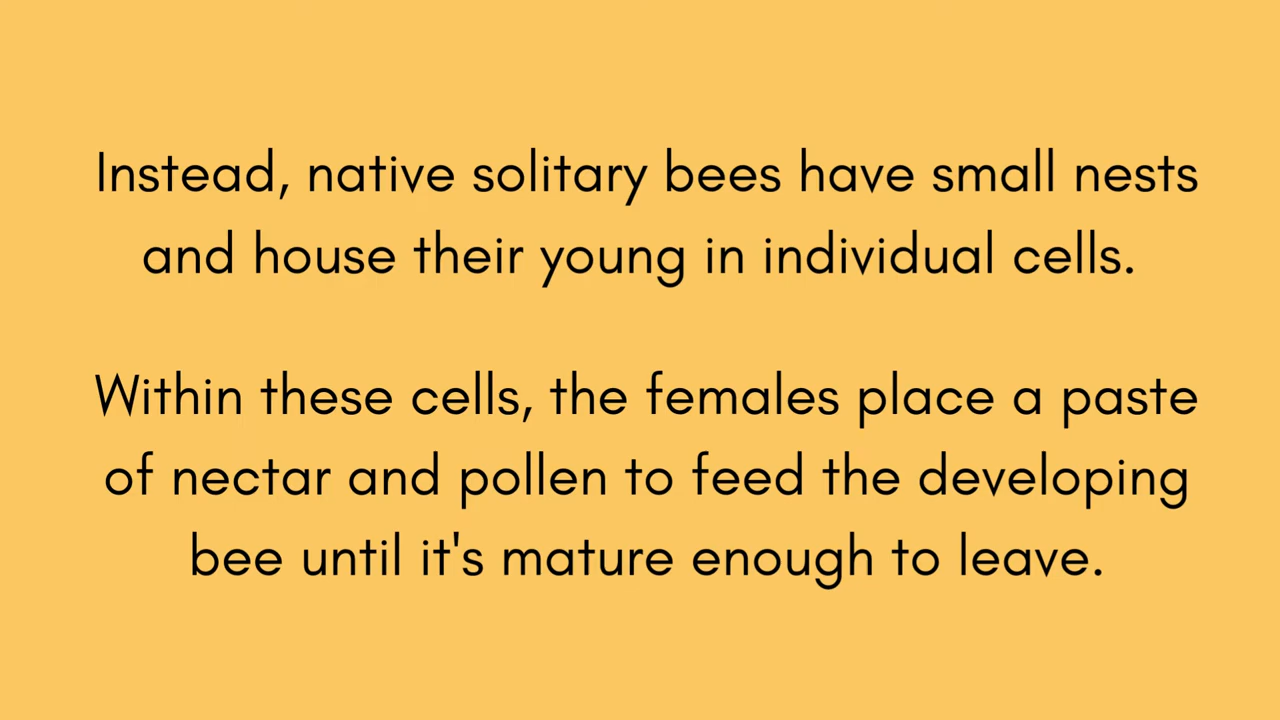 Instead, native solitary bees have small nests
and house their young in individual cells.
Within these cells, the females place a paste
of nectar and pollen to feed the developing
bee until it's mature enough to leave.